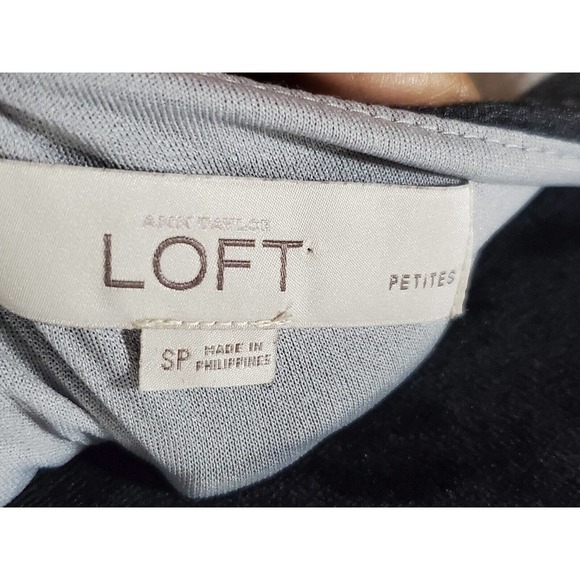 ANN TAYLOR
LOFT
PETITES
SP
MADE IN
PHILIPPINES